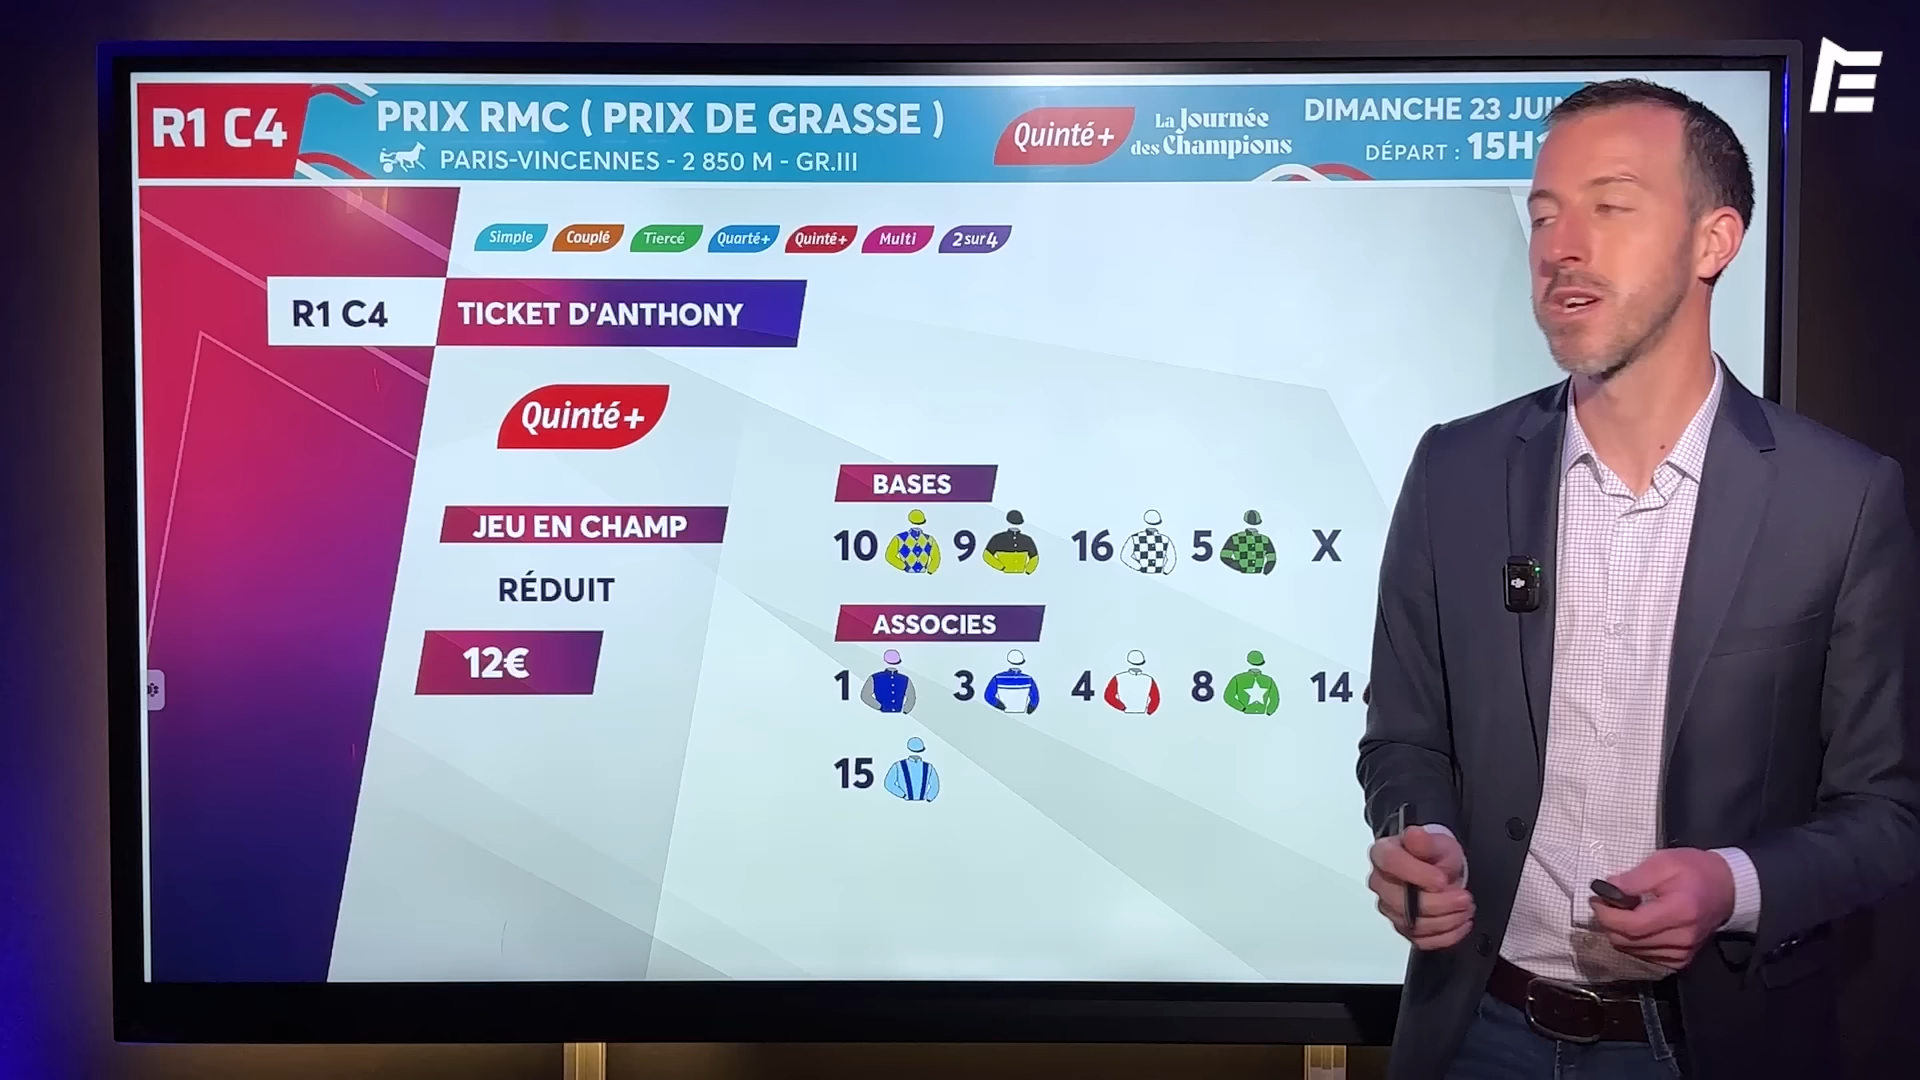 R1 C4
PRIX RMC ( PRIX DE GRASSE )
PARIS-VINCENNES - 2 850 M - GR.III
Quinté+
La Journée
des Champions
DIMANCHE 23
DÉPART : 15H
Simple Couplé Tiercé Quarté+ Quinté+ Multi 2sur4
R1 C4
TICKET D'ANTHONY
Quinté+
JEU EN CHAMP
RÉDUIT
12€
BASES
10 9 16 5 X
ASSOCIES
1 3 4 8 14
15